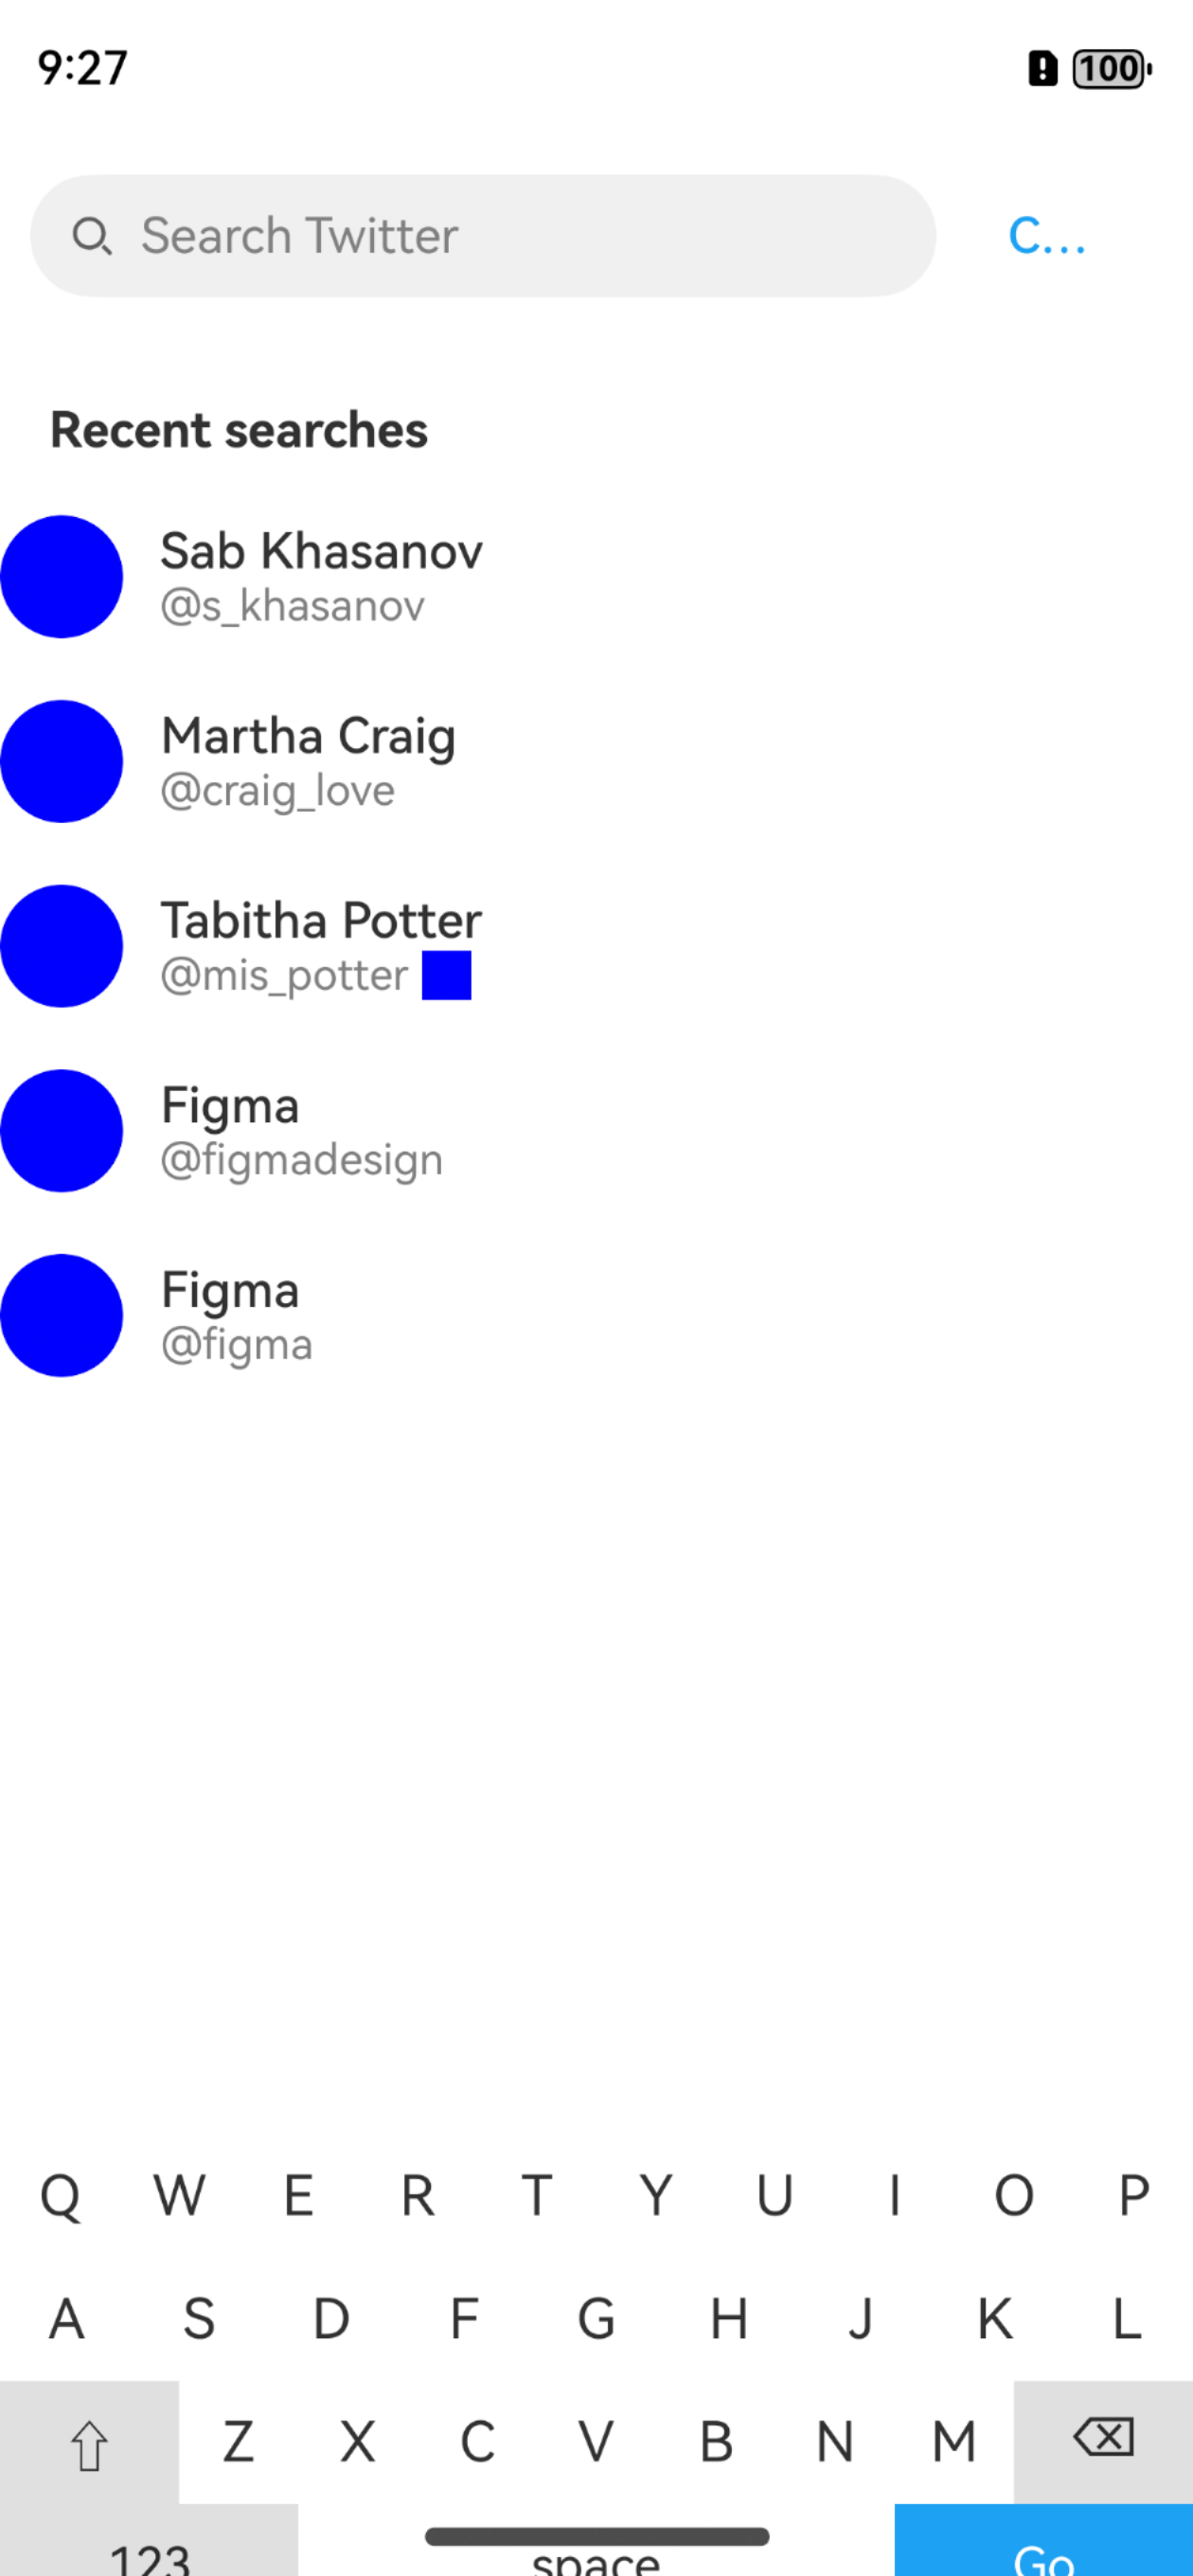 9:27
100
Search Twitter
C...
Recent searches
Sab Khasanov
@s_khasanov
Martha Craig
@craig_love
Tabitha Potter
@mis_potter
Figma
@figmadesign
Figma
@figma
Q W E R T Y U I O P
A S D F G H J K L
Z X C V B N M
123 space Go